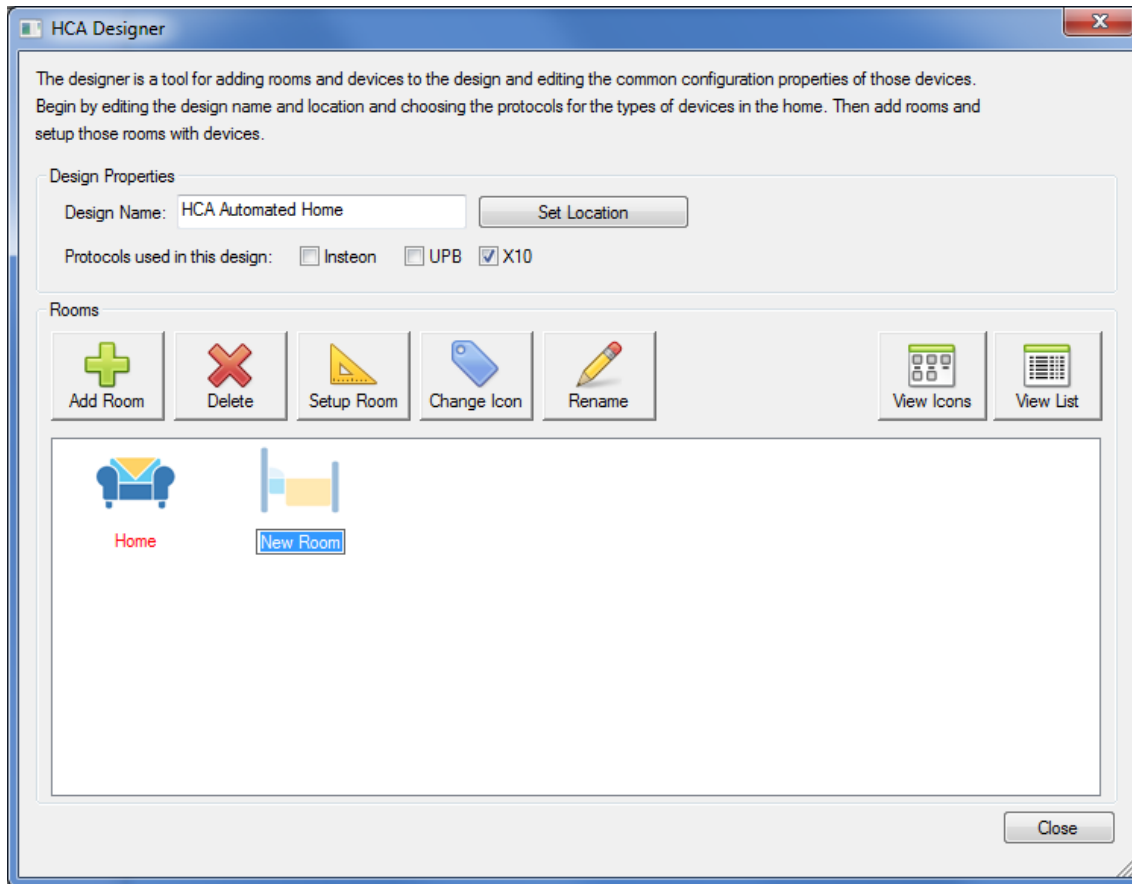 HCA Designer
The designer is a tool for adding rooms and devices to the design and editing the common configuration properties of those devices.
Begin by editing the design name and location and choosing the protocols for the types of devices in the home. Then add rooms and
setup those rooms with devices.
Design Properties
Design Name: HCA Automated Home Set Location
Protocols used in this design: Insteon UPB X10
Rooms
Add Room Delete Setup Room Change Icon Rename View Icons View List
Home New Room
Close